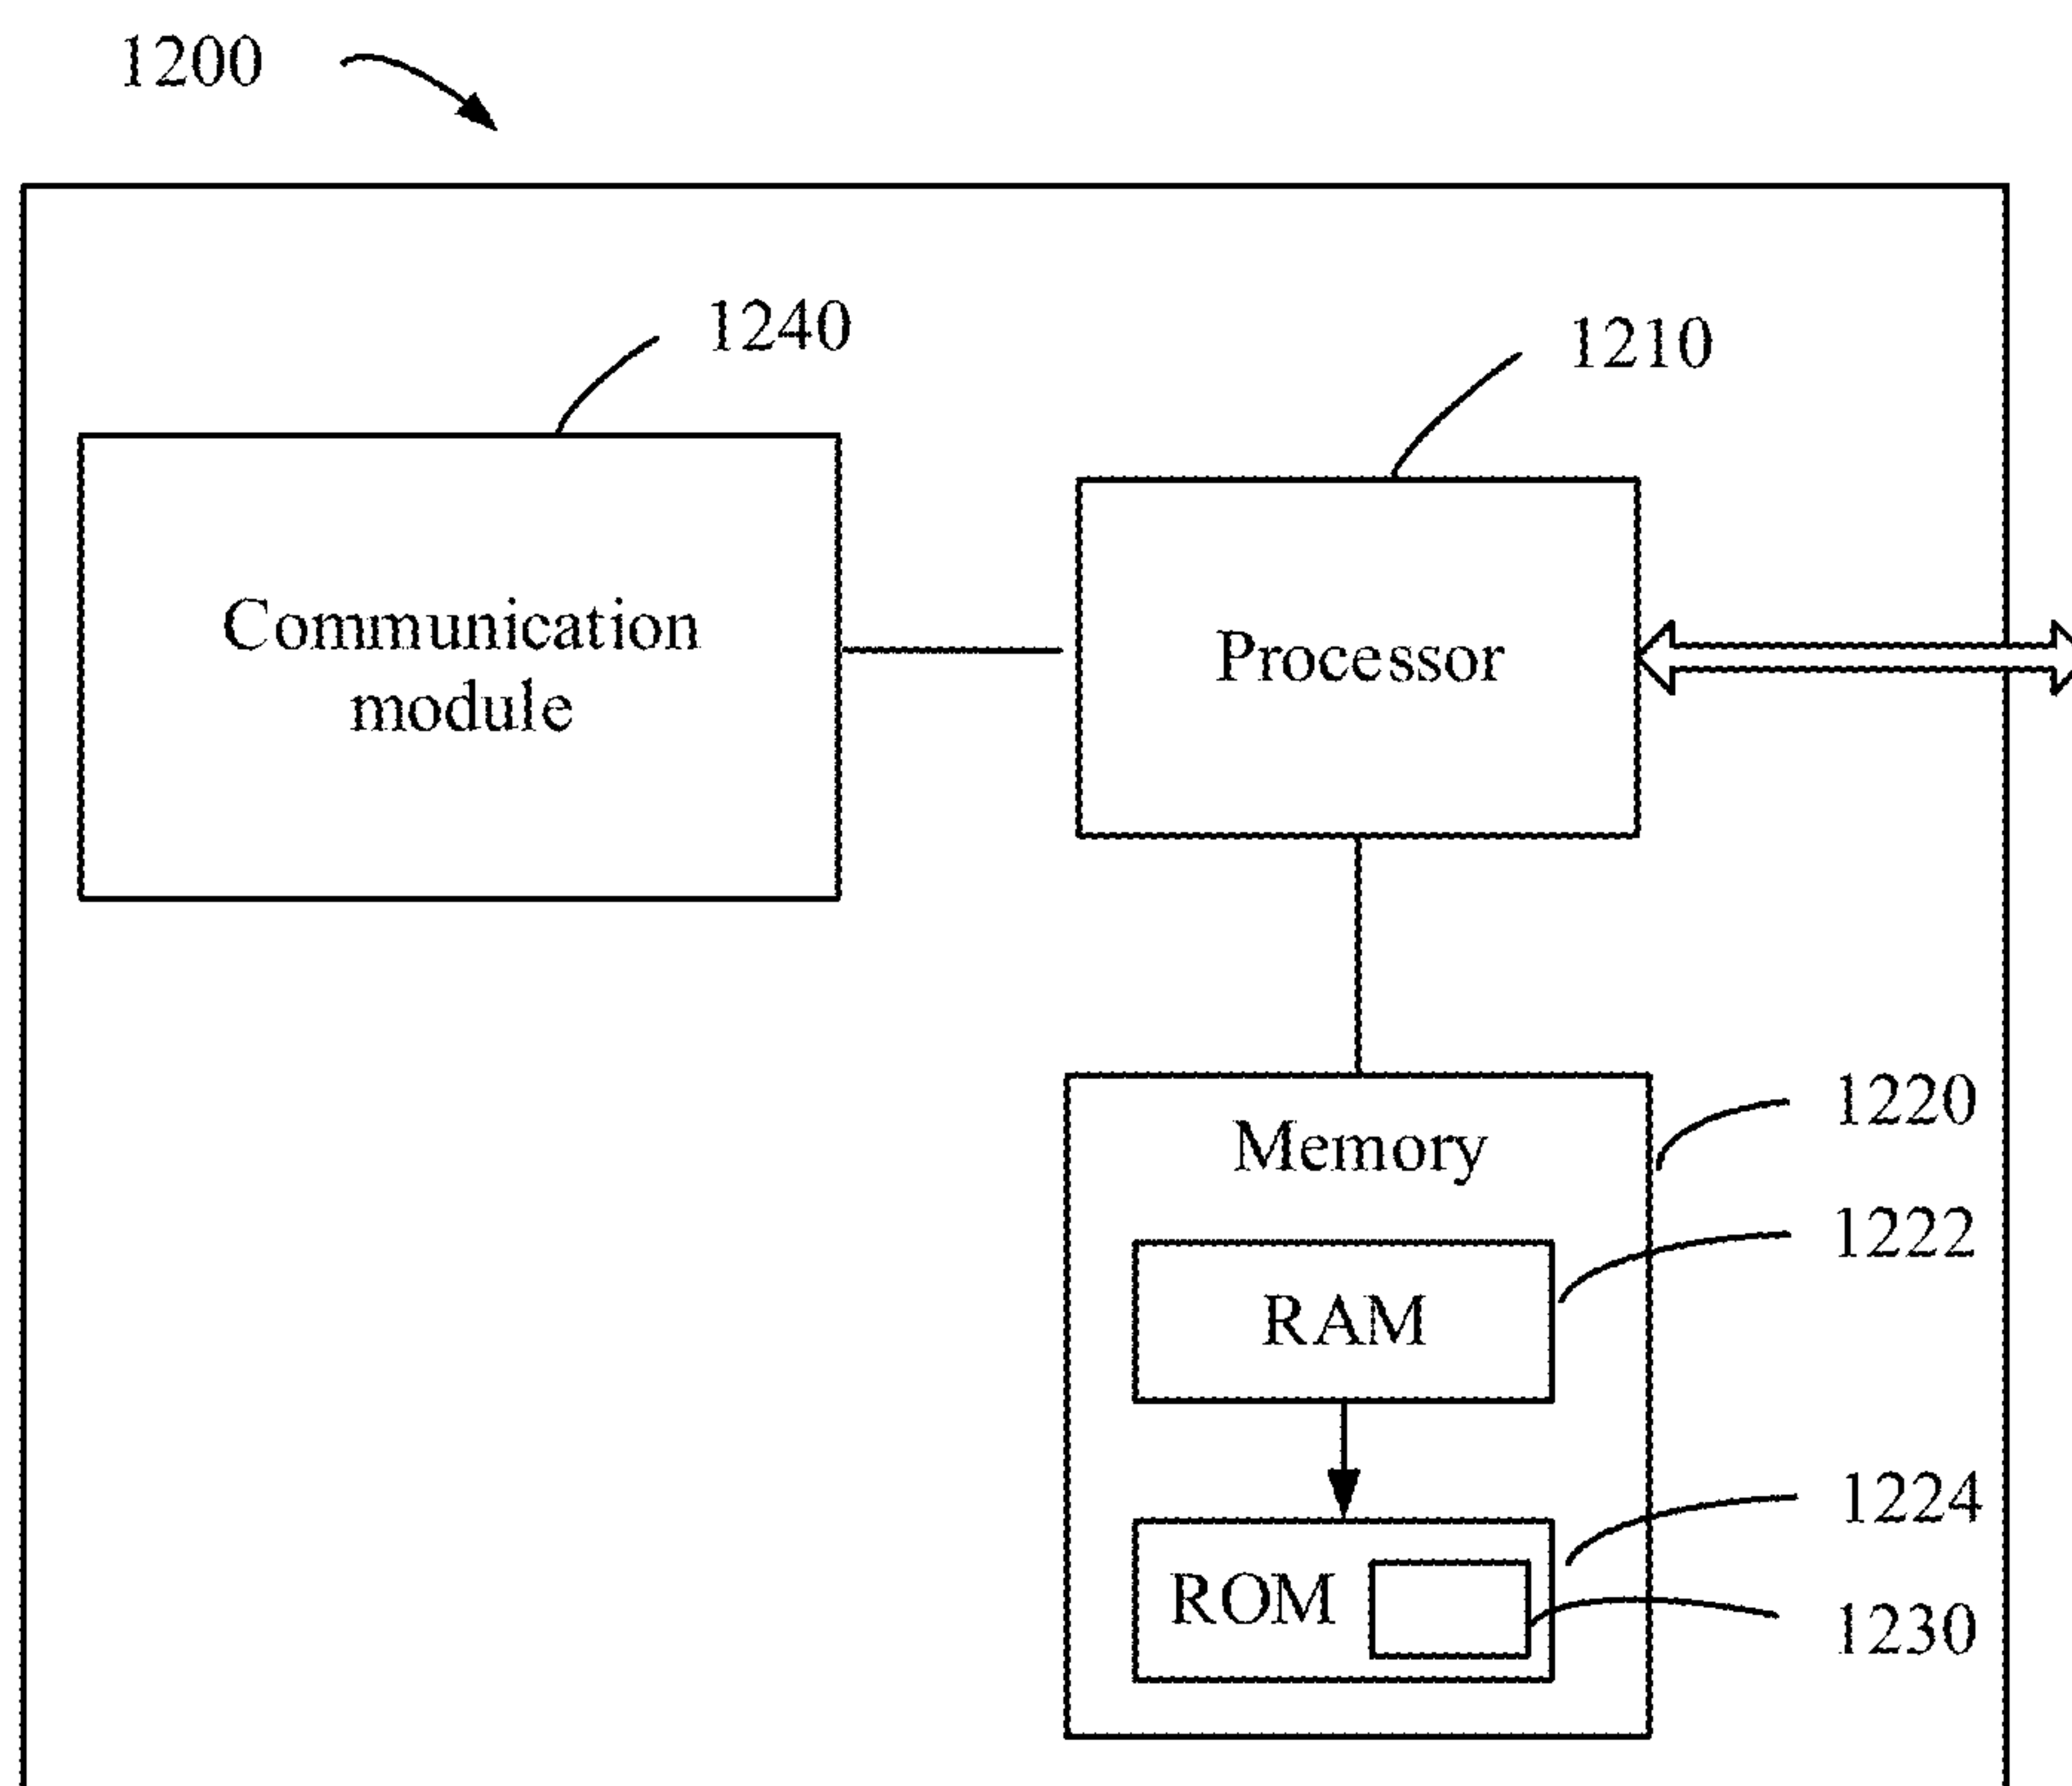 1200
1240
1210
Communication
module
Processor
1220
Memory
1222
RAM
1224
ROM
1230